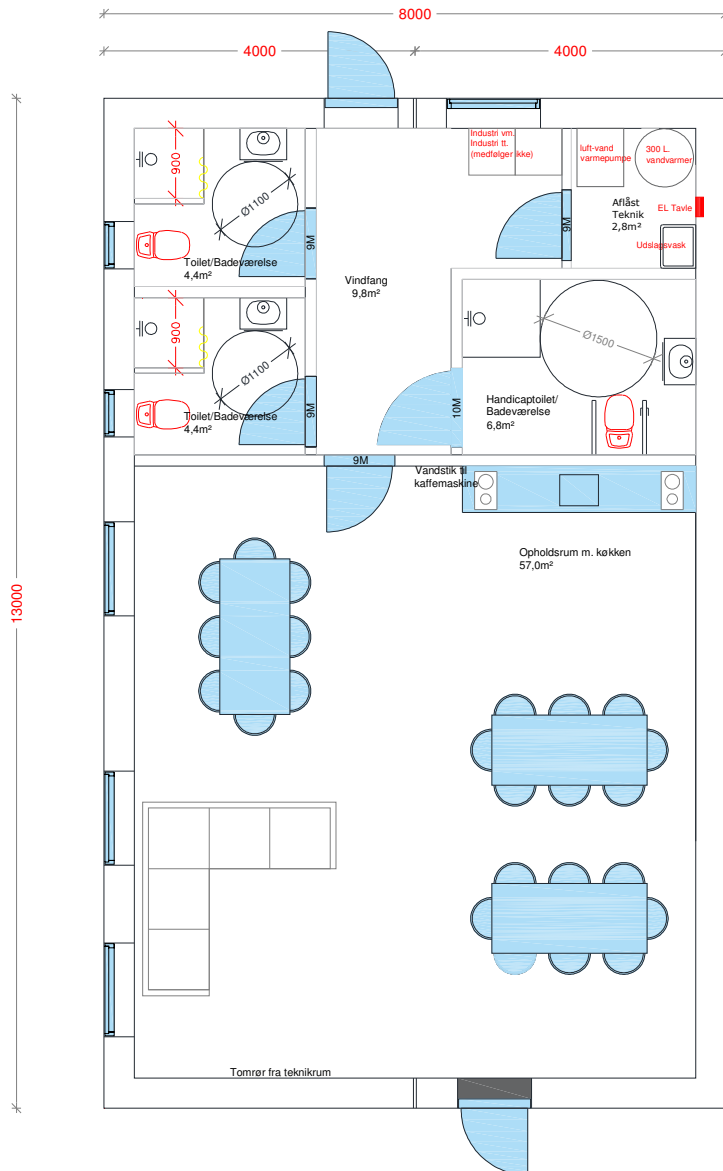 8000
4000
4000
Industri vm.
Industri tt.
(medfølger ikke)
luft-vand
varmepumpe
300 L.
vandvarmer
900
Ø1100
9M
9M
Aflåst
Teknik
2,8m²
EL Tavle
Udslagsvask
Toilet/Badeværelse
4,4m²
Vindfang
9,8m²
900
Ø1100
Ø1500
9M
10M
Handicaptoilet/
Badeværelse
6,8m²
Toilet/Badeværelse
4,4m²
9M
Vandstik til
kaffemaskine
Opholdsrum m. køkken
57,0m²
13000
Tomrør fra teknikrum